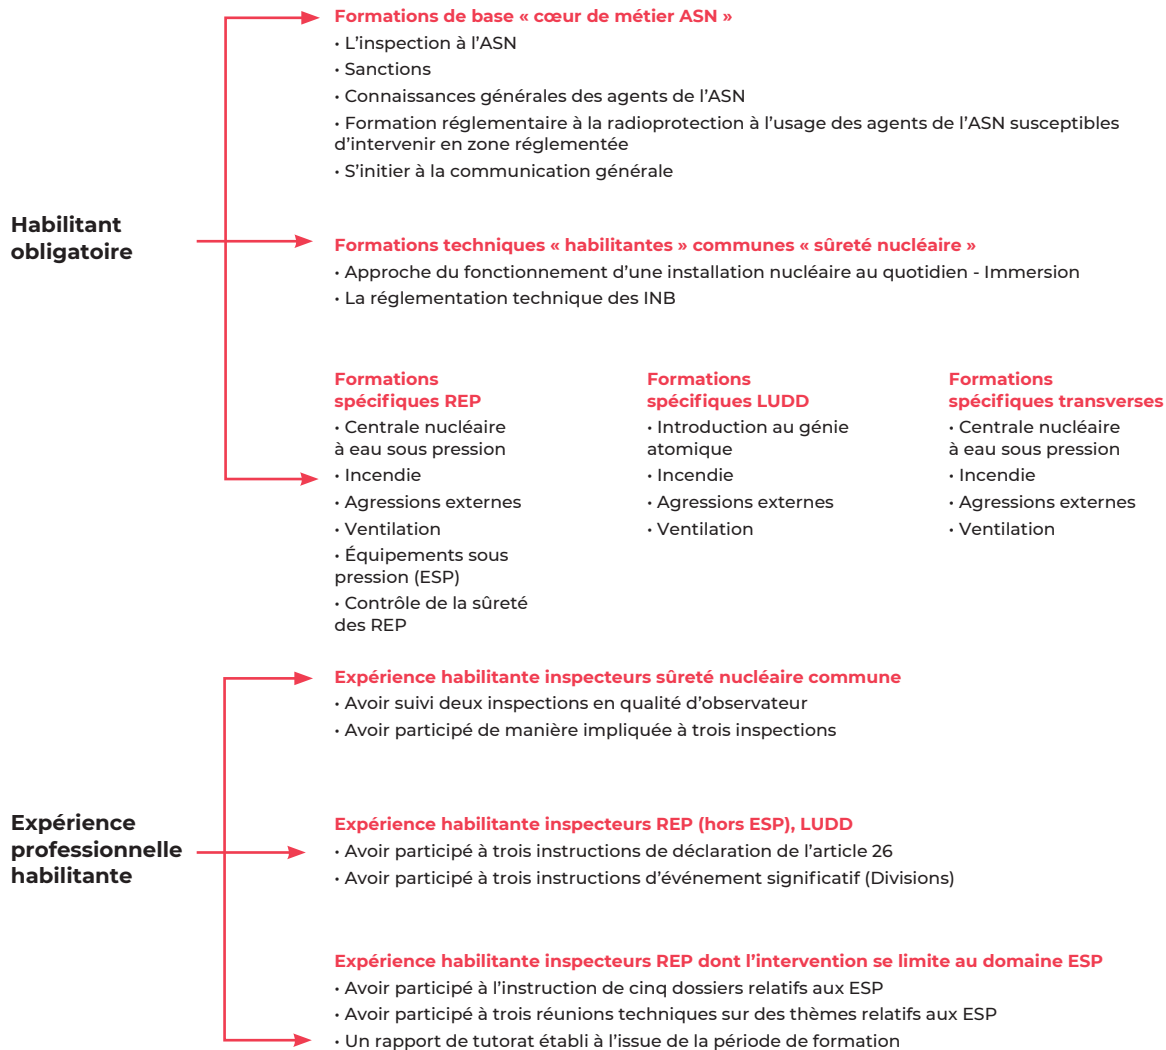 Formations de base « cœur de métier ASN »
• L'inspection à l'ASN
• Sanctions
• Connaissances générales des agents de l'ASN
• Formation réglementaire à la radioprotection à l'usage des agents de l'ASN susceptibles
d'intervenir en zone réglementée
• S'initier à la communication générale
Habilitant
obligatoire
Formations techniques « habilitantes » communes « sûreté nucléaire »
• Approche du fonctionnement d'une installation nucléaire au quotidien - Immersion
• La réglementation technique des INB
Formations
spécifiques REP
• Centrale nucléaire
à eau sous pression
• Incendie
• Agressions externes
• Ventilation
• Équipements sous
pression (ESP)
• Contrôle de la sûreté
des REP
Formations
spécifiques LUDD
• Introduction au génie
atomique
• Incendie
• Agressions externes
• Ventilation
Formations
spécifiques transverses
• Centrale nucléaire
à eau sous pression
• Incendie
• Agressions externes
• Ventilation
Expérience habilitante inspecteurs sûreté nucléaire commune
• Avoir suivi deux inspections en qualité d'observateur
• Avoir participé de manière impliquée à trois inspections
Expérience
professionnelle
habilitante
Expérience habilitante inspecteurs REP (hors ESP), LUDD
• Avoir participé à trois instructions de déclaration de l'article 26
• Avoir participé à trois instructions d'événement significatif (Divisions)
Expérience habilitante inspecteurs REP dont l'intervention se limite au domaine ESP
• Avoir participé à l'instruction de cinq dossiers relatifs aux ESP
• Avoir participé à trois réunions techniques sur des thèmes relatifs aux ESP
• Un rapport de tutorat établi à l'issue de la période de formation